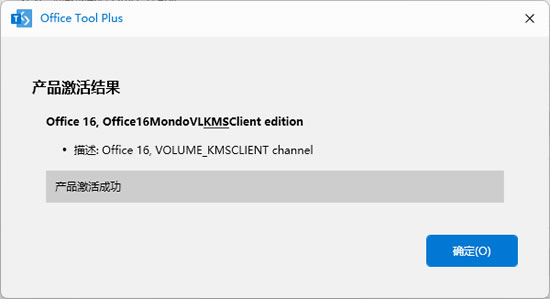 Office Tool Plus
产品激活结果
Office 16, Office16MondoVLKMSClient edition
• 描述: Office 16, VOLUME_KMSCLIENT channel
产品激活成功
确定(O)